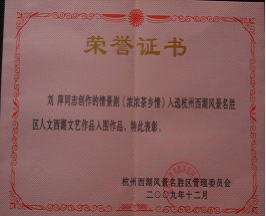 荣誉证书
刘萍同志创作的情景剧《浓浓茶乡情》入选杭州西湖风景名胜
区人文西湖文艺作品入围作品，特此表彰。
杭州西湖风景名胜区管理委员会
二〇〇九年十二月